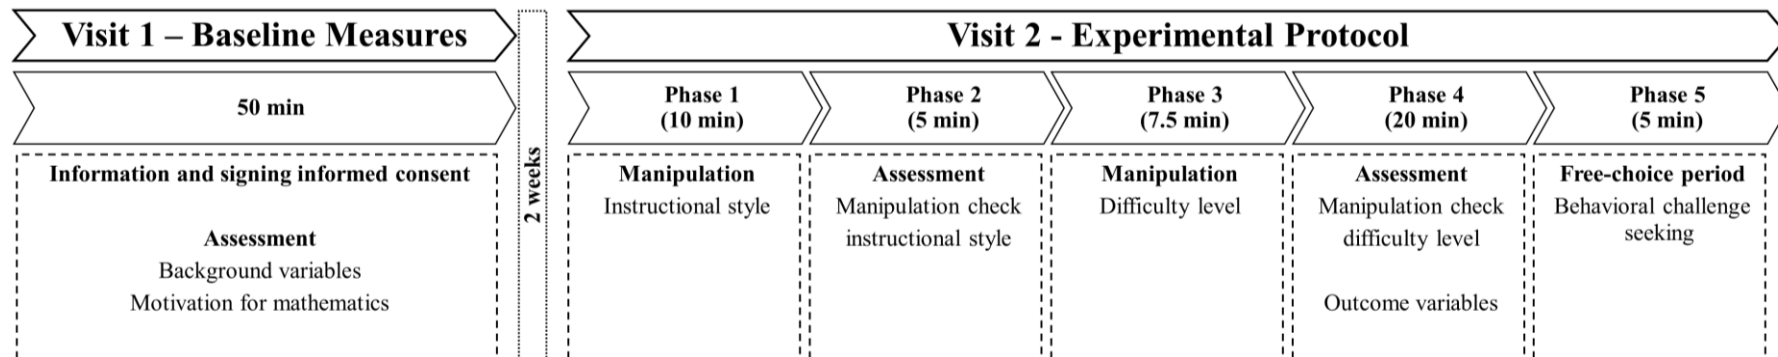 Visit 1 – Baseline Measures
50 min
Information and signing informed consent
Assessment
Background variables
Motivation for mathematics
2 weeks
Visit 2 - Experimental Protocol
Phase 1
(10 min)
Manipulation
Instructional style
Phase 2
(5 min)
Assessment
Manipulation check
instructional style
Phase 3
(7.5 min)
Manipulation
Difficulty level
Phase 4
(20 min)
Assessment
Manipulation check
difficulty level
Outcome variables
Phase 5
(5 min)
Free-choice period
Behavioral challenge
seeking